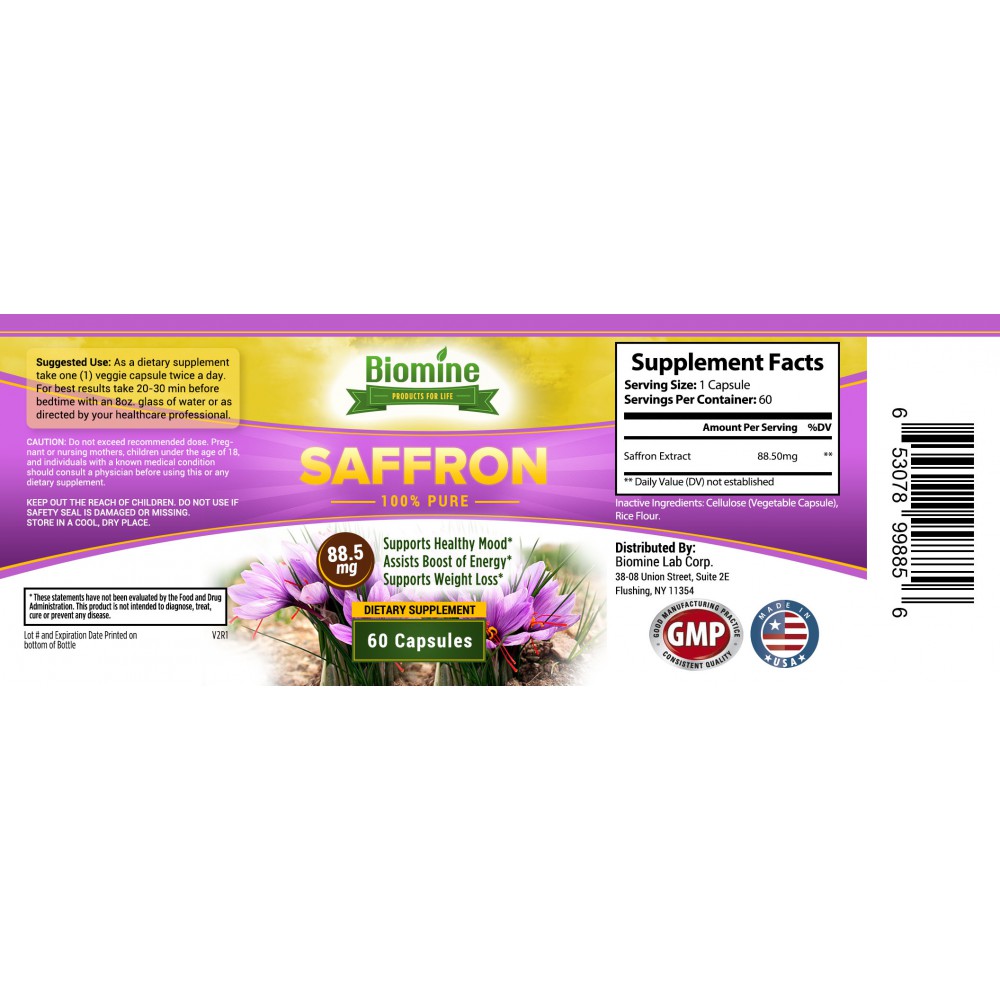 Suggested Use: As a dietary supplement
take one (1) veggie capsule twice a day.
For best results take 20-30 min before
bedtime with an 8oz. glass of water or as
directed by your healthcare professional.
CAUTION: Do not exceed recommended dose. Preg-
nant or nursing mothers, children under the age of 18,
and individuals with a known medical condition
should consult a physician before using this or any
dietary supplement.
KEEP OUT THE REACH OF CHILDREN. DO NOT USE IF
SAFETY SEAL IS DAMAGED OR MISSING.
STORE IN A COOL, DRY PLACE.
* These statements have not been evaluated by the Food and Drug
Administration. This product is not intended to diagnose, treat,
cure or prevent any disease.
Lot # and Expiration Date Printed on
bottom of Bottle
V2R1
Biomine
PRODUCTS FOR LIFE
SAFFRON
100% PURE
88.5
mg
Supports Healthy Mood*
Assists Boost of Energy*
Supports Weight Loss*
DIETARY SUPPLEMENT
60 Capsules
Supplement Facts
Serving Size: 1 Capsule
Servings Per Container: 60
Amount Per Serving %DV
Saffron Extract 88.50mg **
** Daily Value (DV) not established
Inactive Ingredients: Cellulose (Vegetable Capsule),
Rice Flour.
Distributed By:
Biomine Lab Corp.
38-08 Union Street, Suite 2E
Flushing, NY 11354
GOOD MANUFACTURING PRACTICE
GMP
CONSISTENT QUALITY
MADE IN
USA
6 53078 99885 6